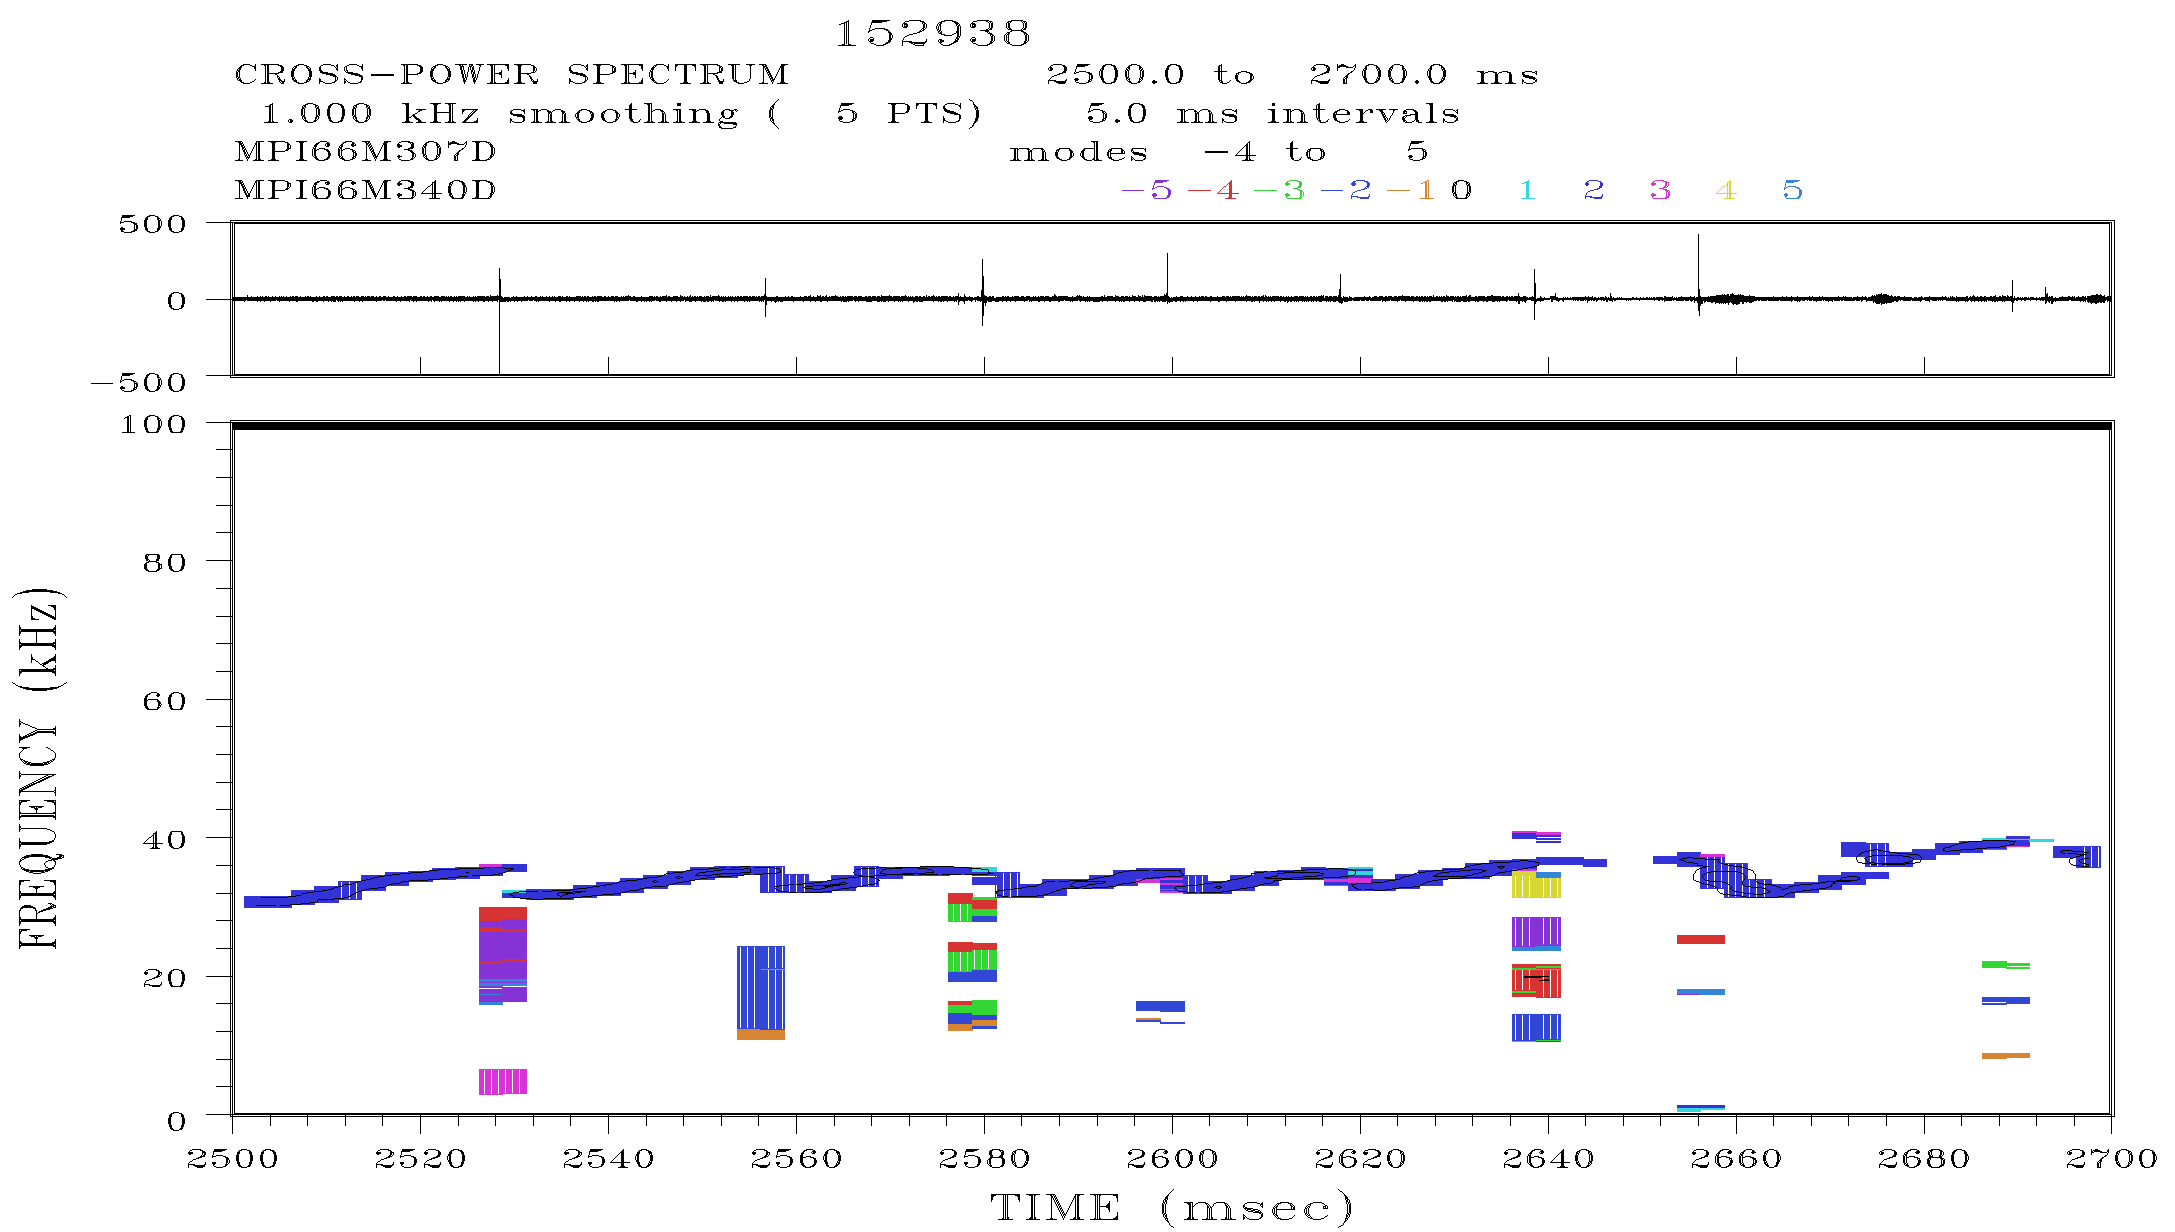 152938
CROSS-POWER SPECTRUM 2500.0 to 2700.0 ms
1.000 kHz smoothing ( 5 PTS) 5.0 ms intervals
MPI66M307D modes -4 to 5
MPI66M340D -5 -4 -3 -2 -1 0 1 2 3 4 5
500
0
-500
100
80
60
40
20
0
FREQUENCY (kHz)
2500 2520 2540 2560 2580 2600 2620 2640 2660 2680 2700
TIME (msec)